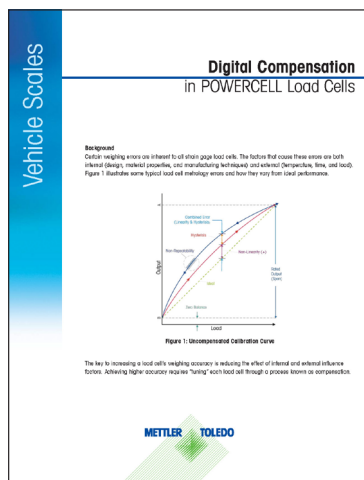 Vehicle Scales
Digital Compensation
in POWERCELL Load Cells
Background
Certain weighing errors are inherent to all strain gage load cells. The factors that cause these errors are both
internal (design, material properties, and manufacturing techniques) and external (temperature, time, and load).
Figure 1 illustrates some typical load cell metrology errors and how they vary from ideal performance.
Combined Error
(Linearity & Hysteresis)
Hysteresis
Non-Repeatability
Non-Linearity
Ideal
Rated
Output
Zero Balance
Output
Load
Figure 1: Uncompensated Calibration Curve
The key to increasing a load cell's weighing accuracy is reducing the effect of internal and external influence
factors. Achieving higher accuracy requires "tuning" each load cell through a process known as compensation.
METTLER TOLEDO